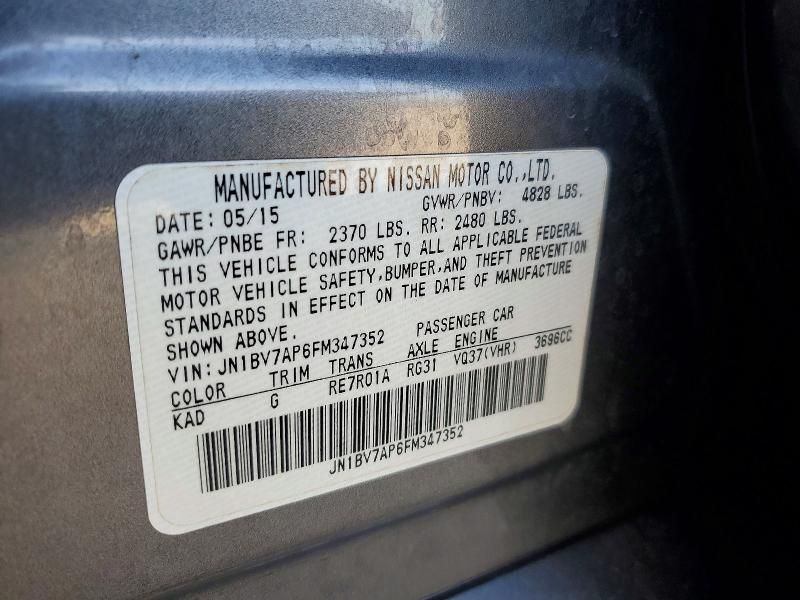 MANUFACTURED BY NISSAN MOTOR CO.,LTD.
DATE: 05/15 GVWR/PNBV: 4828 LBS.
GAWR/PNBE FR: 2370 LBS. RR: 2480 LBS.
THIS VEHICLE CONFORMS TO ALL APPLICABLE FEDERAL
MOTOR VEHICLE SAFETY,BUMPER,AND THEFT PREVENTION
STANDARDS IN EFFECT ON THE DATE OF MANUFACTURE
SHOWN ABOVE.
VIN: JN1BV7AP6FM347352 PASSENGER CAR
COLOR TRIM TRANS AXLE ENGINE
KAD G RE7R01A RG31 VQ37(VHR) 3696CC
JN1BV7AP6FM347352